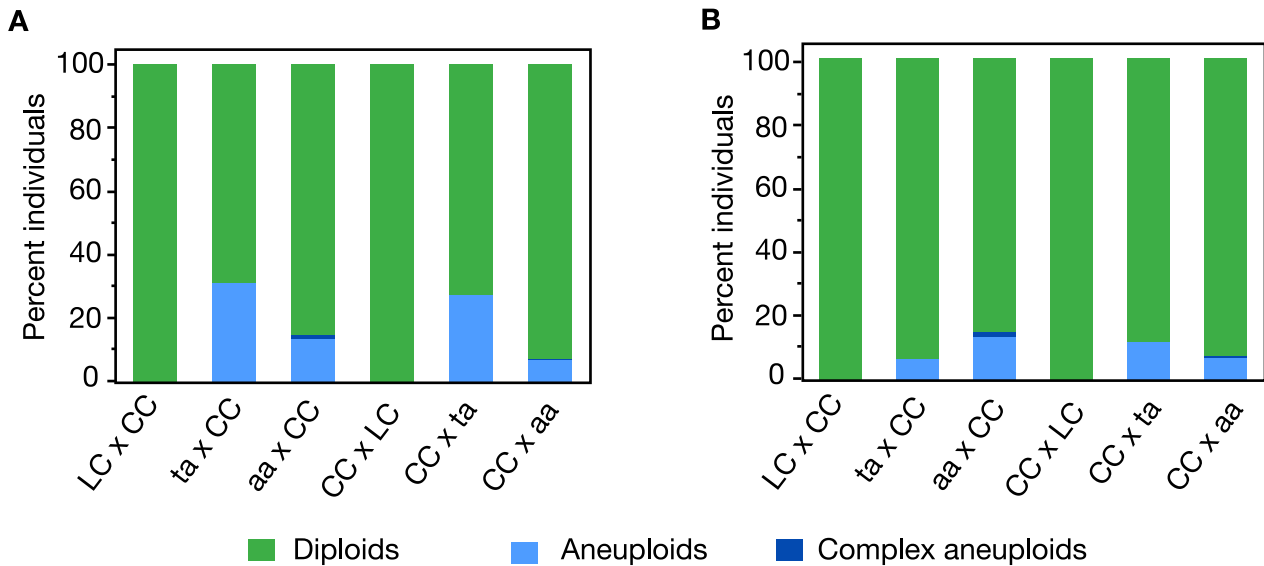 A
Percent individuals
100
80
60
40
20
0
LC x CC
ta x CC
aa x CC
CC x LC
CC x ta
CC x aa
B
Percent individuals
100
80
60
40
20
0
LC x CC
ta x CC
aa x CC
CC x LC
CC x ta
CC x aa
Diploids
Aneuploids
Complex aneuploids